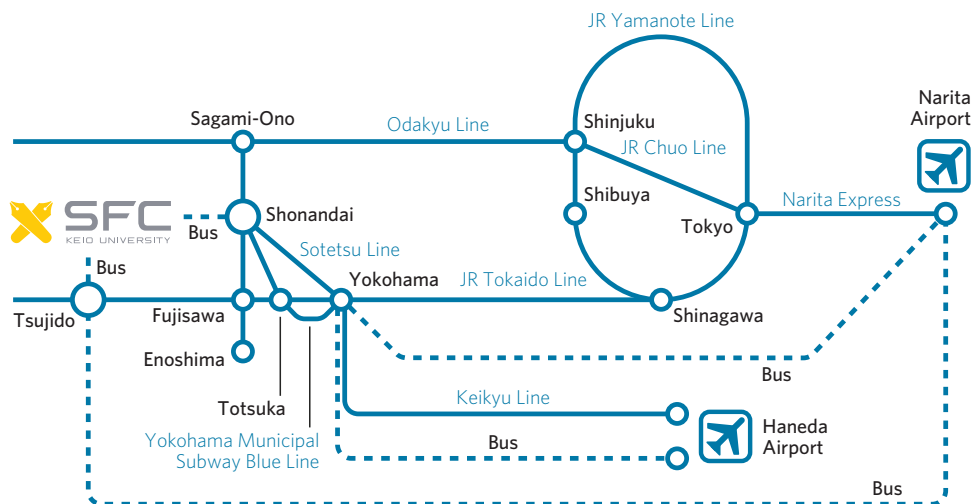 JR Yamanote Line
Narita
Airport
Sagami-Ono
Odakyu Line
Shinjuku
JR Chuo Line
Shibuya
SFC
KEIO UNIVERSITY
Bus
Shonandai
Tokyo
Narita Express
Sotetsu Line
Bus
Yokohama
JR Tokaido Line
Tsujido
Fujisawa
Shinagawa
Enoshima
Bus
Totsuka
Keikyu Line
Yokohama Municipal
Subway Blue Line
Bus
Haneda
Airport
Bus